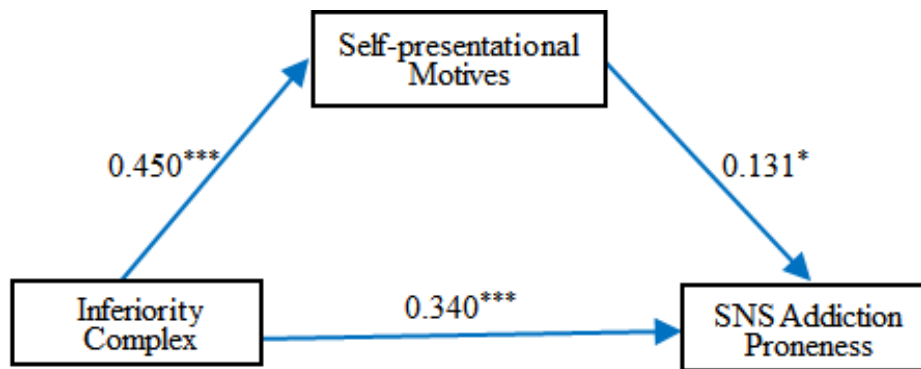 Self-presentational
Motives
0.450***
0.131*
Inferiority
Complex
0.340***
SNS Addiction
Proneness